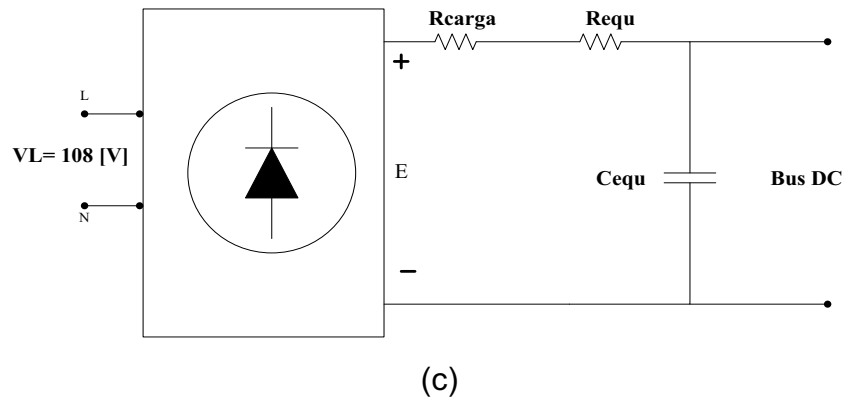 Rcarga Requ
+
L
VL= 108 [V]
E
Cequ
Bus DC
N
−
(c)